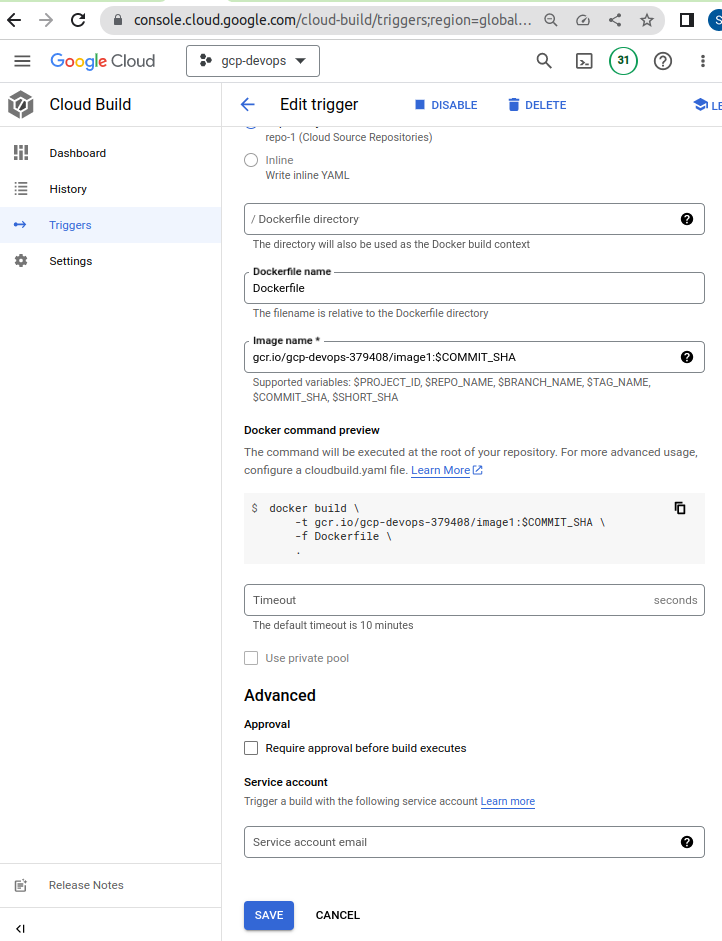 console.cloud.google.com/cloud-build/triggers;region=global...
S
Google Cloud
gcp-devops
31
Cloud Build
Edit trigger
DISABLE
DELETE
LE
Dashboard
History
Triggers
Settings
repo-1 (Cloud Source Repositories)
Inline
Write inline YAML
/ Dockerfile directory
The directory will also be used as the Docker build context
Dockerfile name
Dockerfile
The filename is relative to the Dockerfile directory
Image name *
gcr.io/gcp-devops-379408/image1:$COMMIT_SHA
Supported variables: $PROJECT_ID, $REPO_NAME, $BRANCH_NAME, $TAG_NAME,
$COMMIT_SHA, $SHORT_SHA
Docker command preview
The command will be executed at the root of your repository. For more advanced usage,
configure a cloudbuild.yaml file. Learn More
$ docker build \
-t gcr.io/gcp-devops-379408/image1:$COMMIT_SHA \
-f Dockerfile \
.
Timeout seconds
The default timeout is 10 minutes
Use private pool
Advanced
Approval
Require approval before build executes
Service account
Trigger a build with the following service account Learn more
Service account email
Release Notes
SAVE
CANCEL